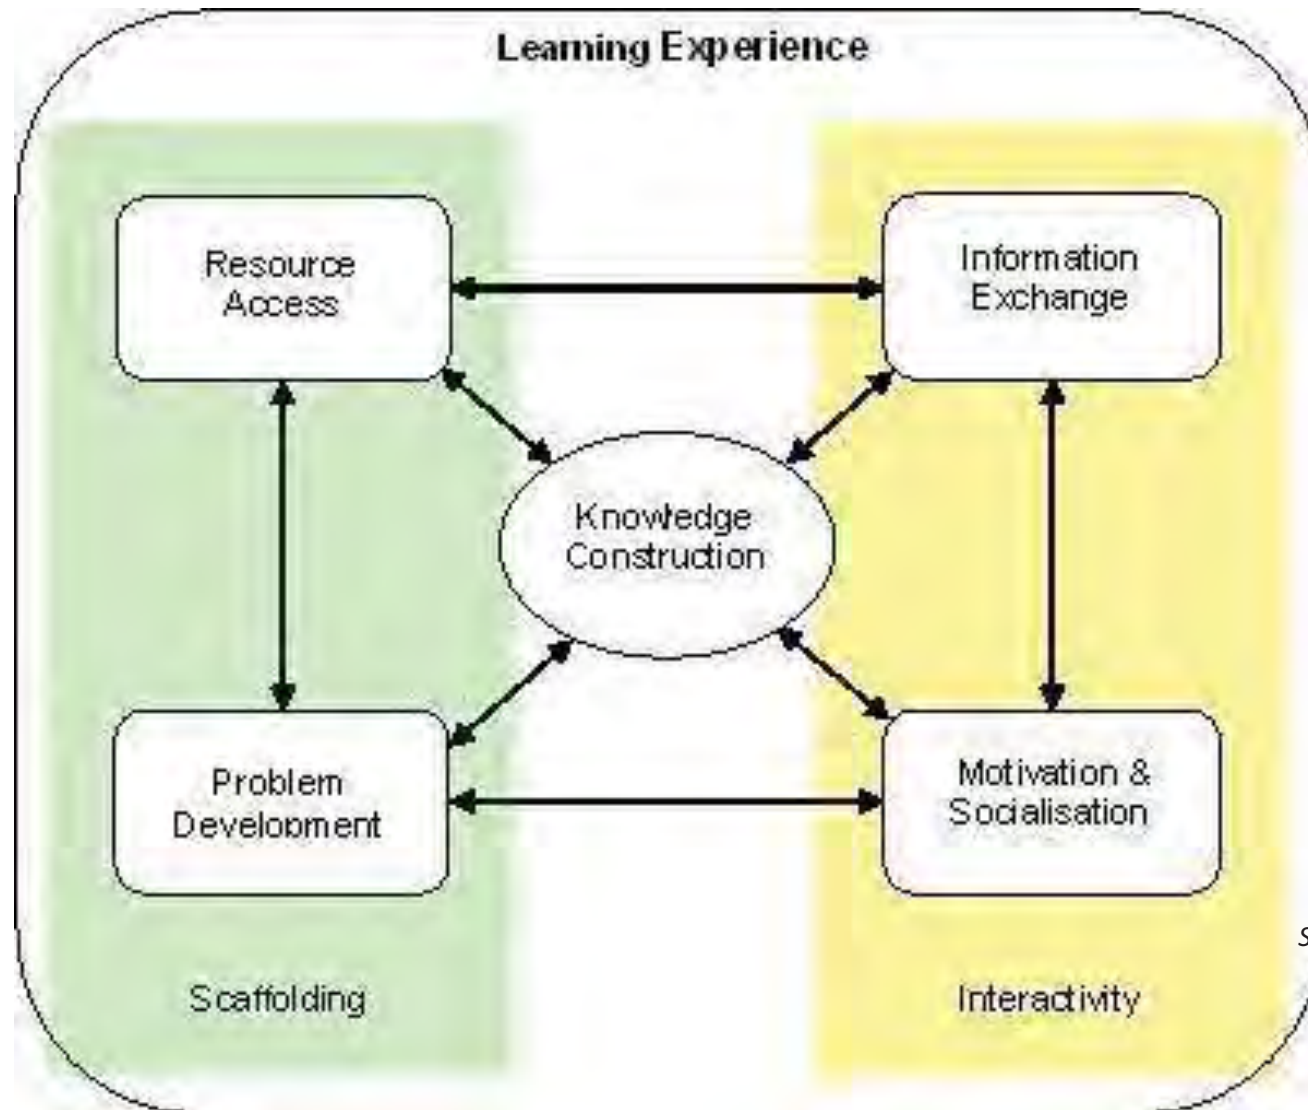 Learning Experience
Resource
Access
Information
Exchange
Knowledge
Construction
Problem
Development
Motivation &
Socialisation
Scaffolding
Interactivity
S